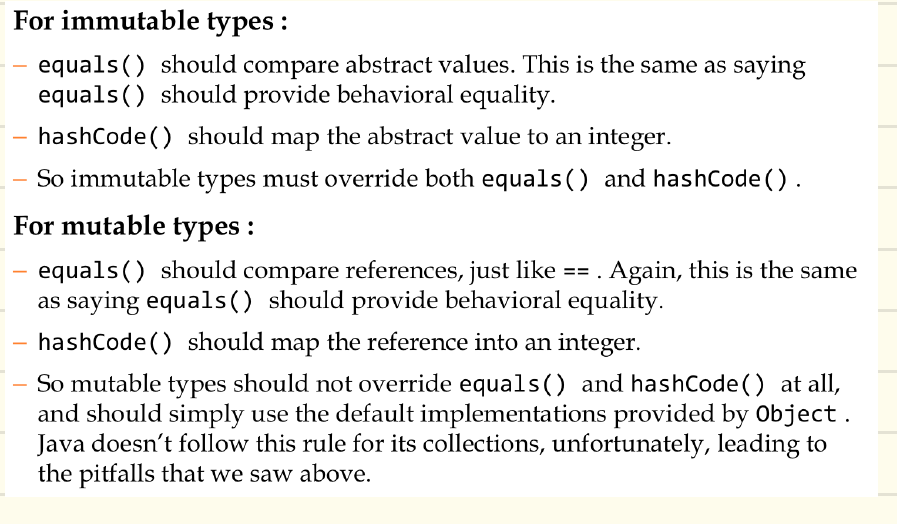 For immutable types :
– equals() should compare abstract values. This is the same as saying
equals() should provide behavioral equality.
– hashCode() should map the abstract value to an integer.
– So immutable types must override both equals() and hashCode() .
For mutable types :
– equals() should compare references, just like == . Again, this is the same
as saying equals() should provide behavioral equality.
– hashCode() should map the reference into an integer.
– So mutable types should not override equals() and hashCode() at all,
and should simply use the default implementations provided by Object .
Java doesn’t follow this rule for its collections, unfortunately, leading to
the pitfalls that we saw above.